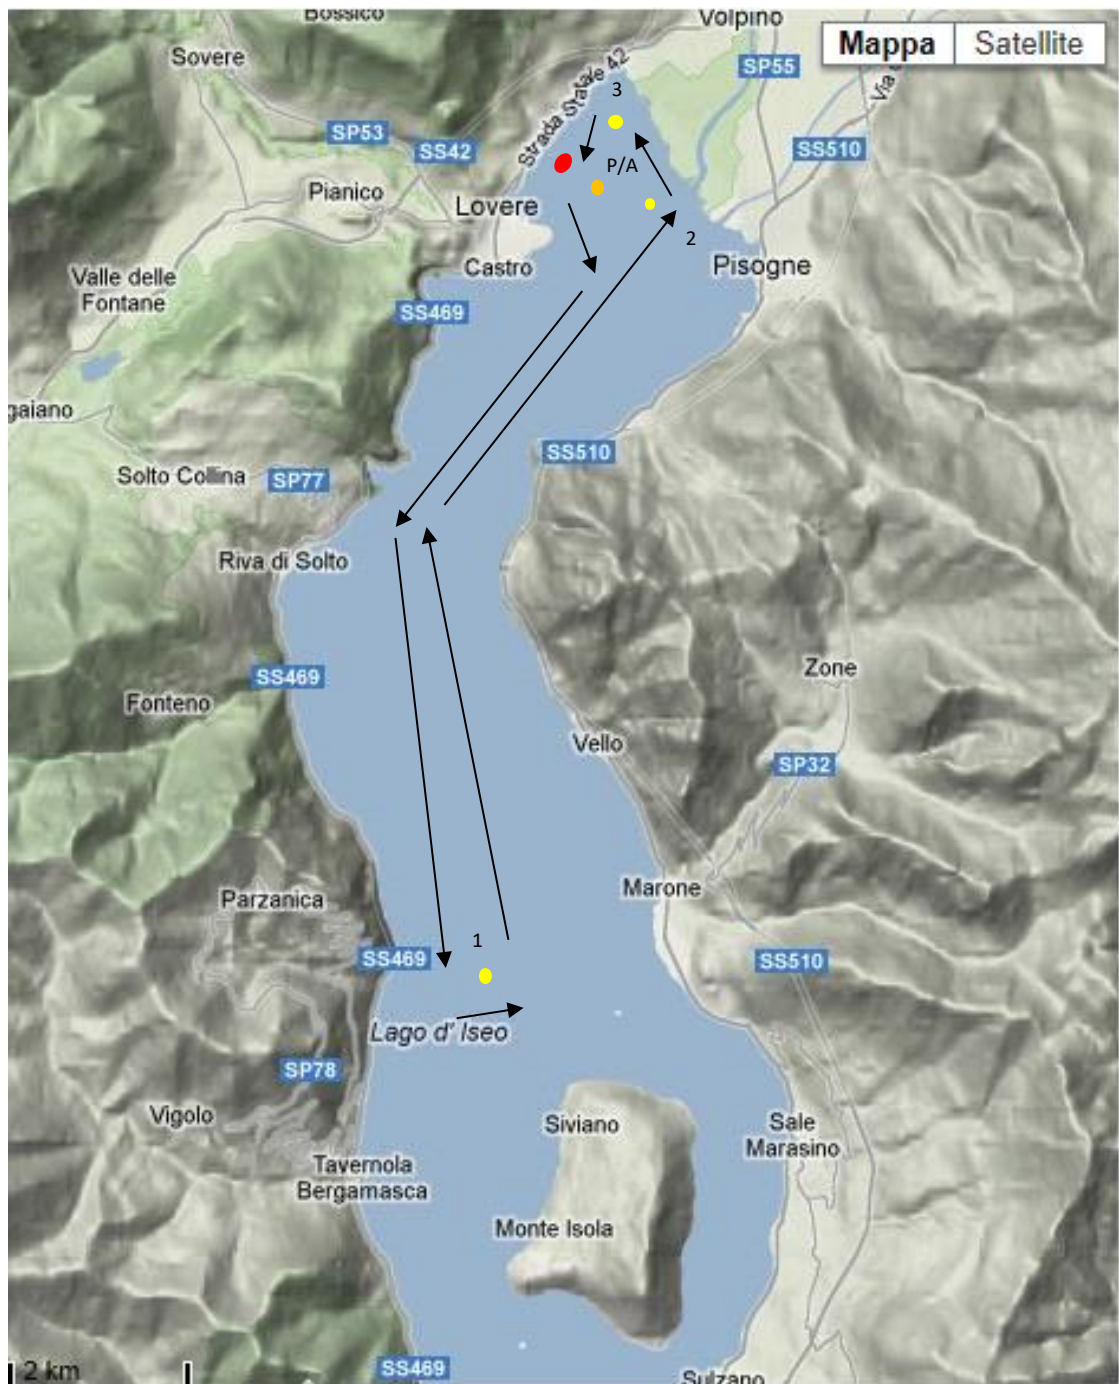 Bossico
Volpino
Mappa
Satellite
Sovere
SP55
Strada Statale 42
3
Via
SP53
SS42
SS510
P/A
Pianico
Lovere
2
Castro
Pisogne
Valle delle
Fontane
SS469
gaiano
SS510
Solto Collina
SP77
Riva di Solto
Zone
SS469
Fonteno
Vello
SP32
Marone
Parzanica
1
SS469
SS510
Lago d' Iseo
SP78
Vigolo
Siviano
Sale
Marasino
Tavernola
Bergamasca
Monte Isola
2 km
SS469
Sulzano